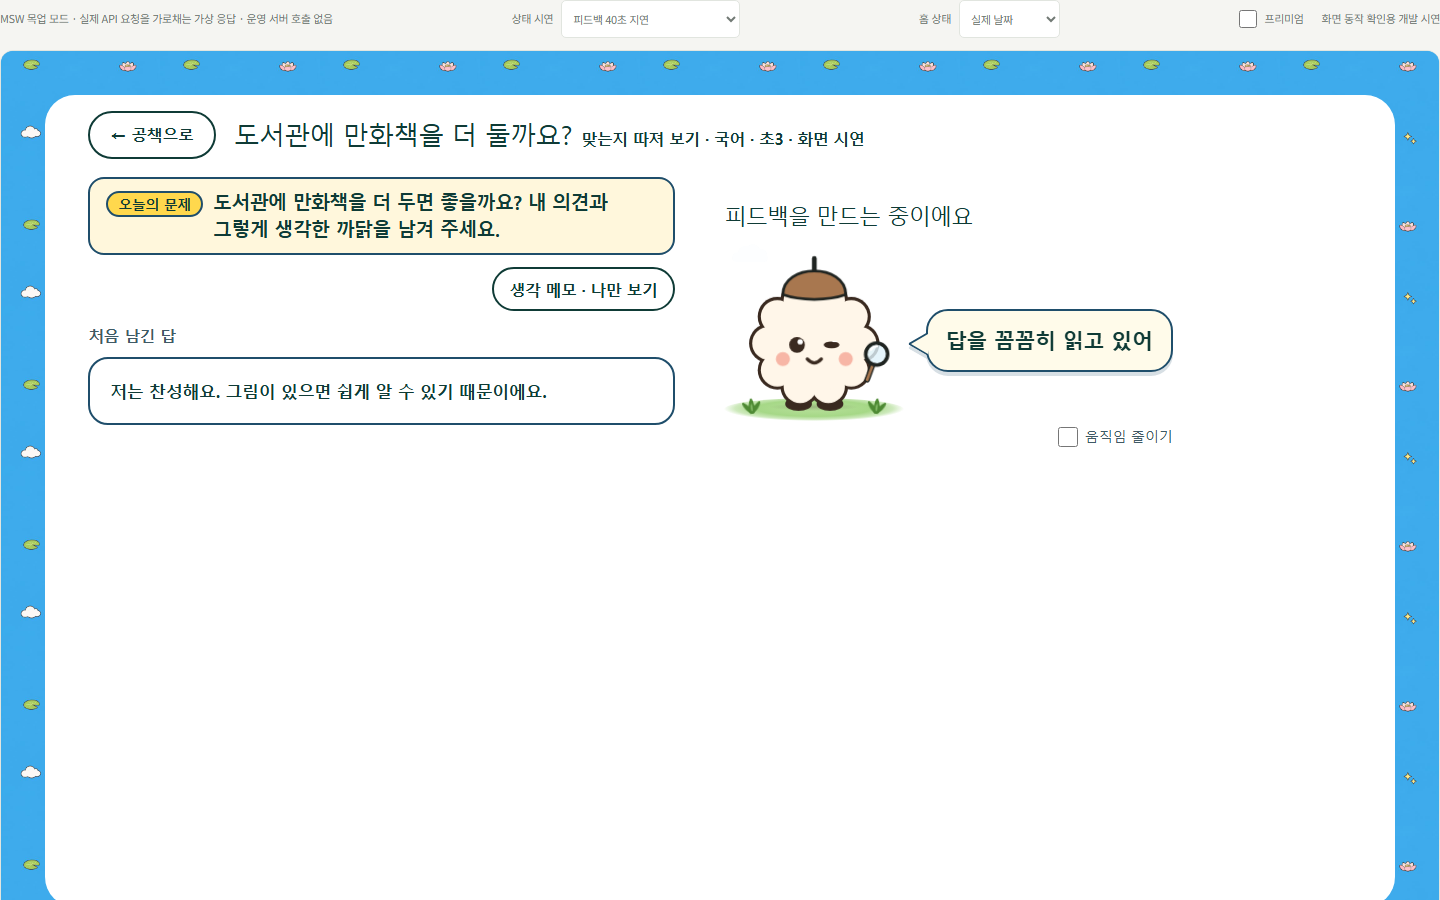 MSW 목업 모드 · 실제 API 요청을 가로채는 가상 응답 · 운영 서버 호출 없음
상태 시연 피드백 40초 지연
홈 상태 실제 날짜
프리미엄
화면 동작 확인용 개발 시연
← 공책으로
도서관에 만화책을 더 둘까요? 맞는지 따져 보기 · 국어 · 초3 · 화면 시연
오늘의 문제
도서관에 만화책을 더 두면 좋을까요? 내 의견과
그렇게 생각한 까닭을 남겨 주세요.
생각 메모 · 나만 보기
처음 남긴 답
저는 찬성해요. 그림이 있으면 쉽게 알 수 있기 때문이에요.
피드백을 만드는 중이에요
답을 꼼꼼히 읽고 있어
움직임 줄이기